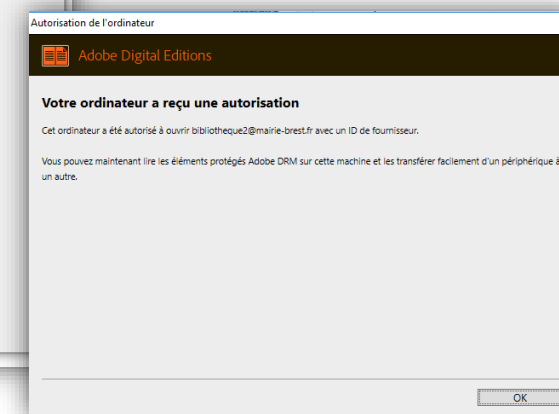 Autorisation de l'ordinateur
Adobe Digital Editions
Votre ordinateur a reçu une autorisation
Cet ordinateur a été autorisé à ouvrir bibliotheque2@mairie-brest.fr avec un ID de fournisseur.
Vous pouvez maintenant lire les éléments protégés Adobe DRM sur cette machine et les transférer facilement d'un périphérique à
un autre.
OK